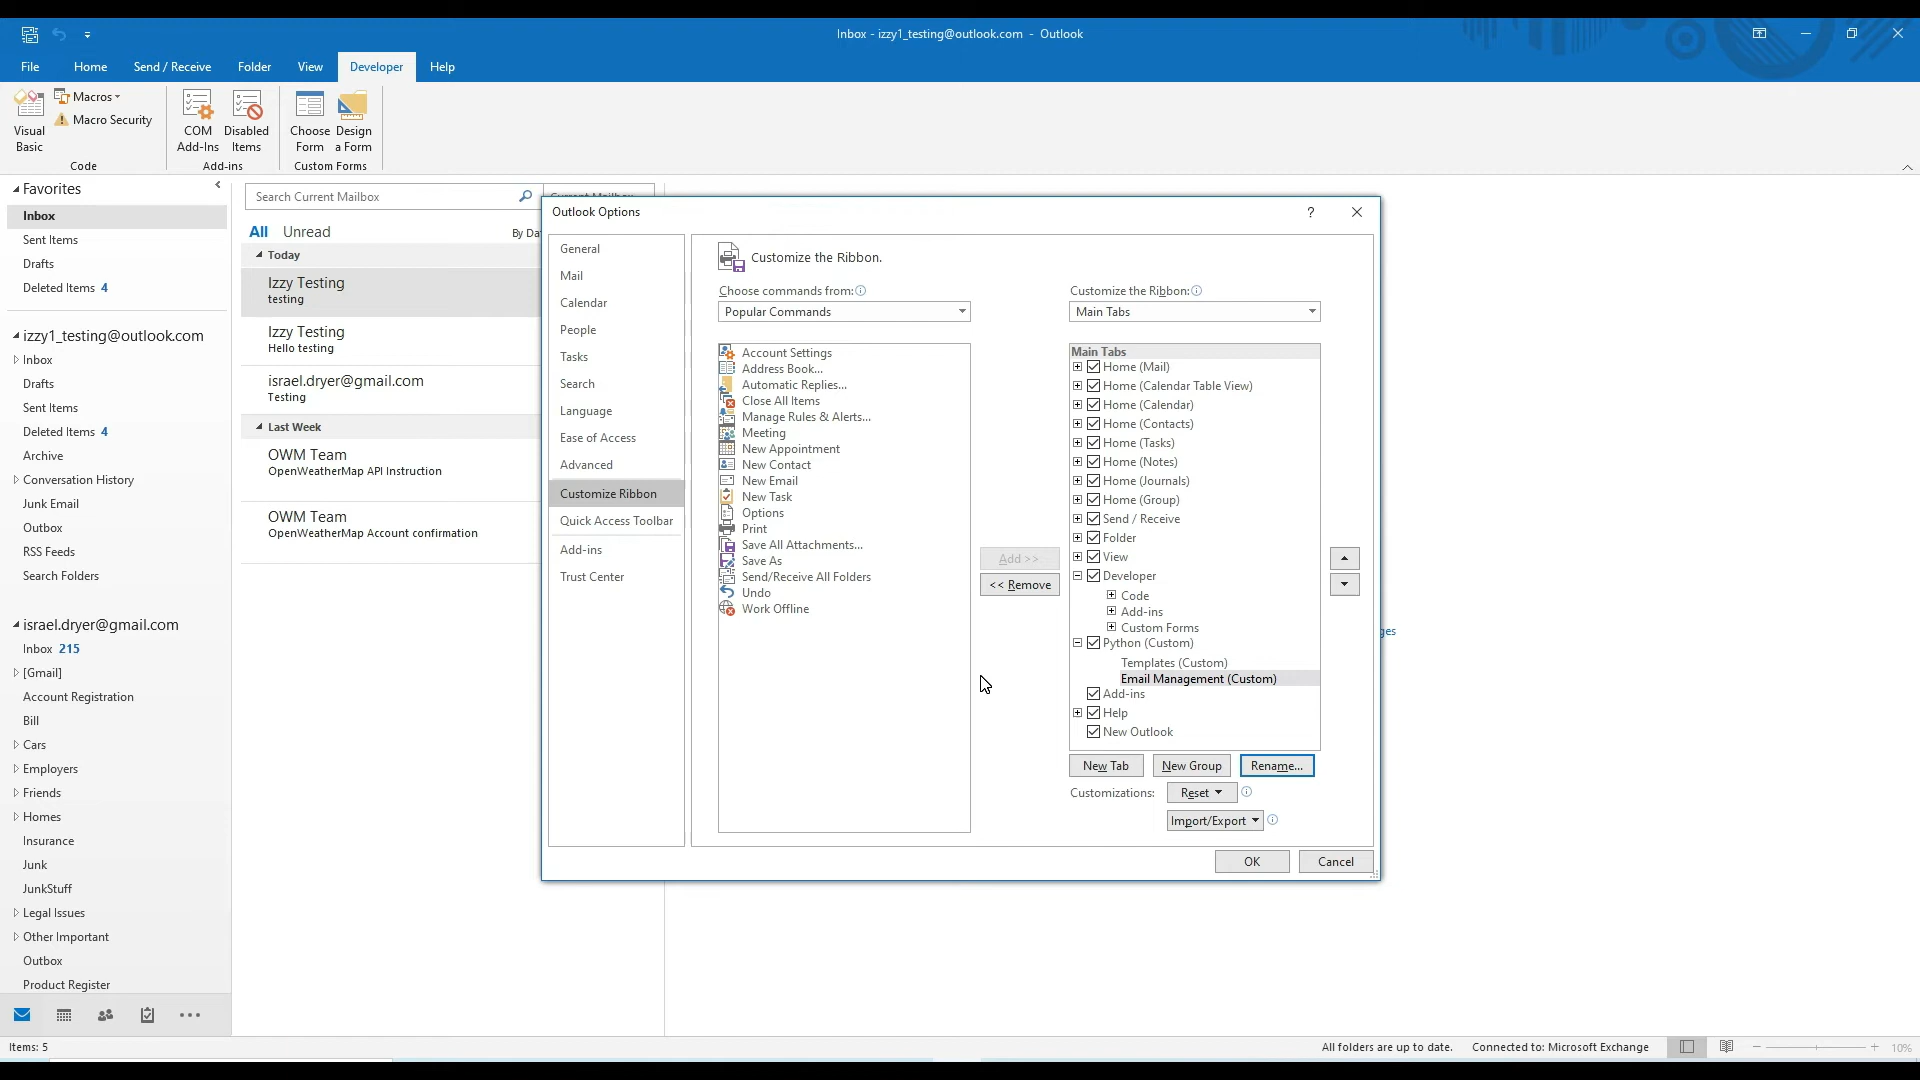 Inbox - izzy1_testing@outlook.com - Outlook
File Home Send / Receive Folder View Developer Help
Visual Basic
Macros
Macro Security
COM Add-Ins
Disabled Items
Choose Form
Design a Form
Code Add-ins Custom Forms
Favorites
Inbox
Sent Items
Drafts
Deleted Items 4
izzy1_testing@outlook.com
Inbox
Drafts
Sent Items
Deleted Items 4
Archive
Conversation History
Junk Email
Outbox
RSS Feeds
Search Folders
israel.dryer@gmail.com
Inbox 215
[Gmail]
Account Registration
Bill
Cars
Employers
Friends
Homes
Insurance
Junk
JunkStuff
Legal Issues
Other Important
Outbox
Product Register
Search Current Mailbox
All Unread By Da
Today
Izzy Testing
testing
Izzy Testing
Hello testing
israel.dryer@gmail.com
Testing
Last Week
OWM Team
OpenWeatherMap API Instruction
OWM Team
OpenWeatherMap Account confirmation
Outlook Options
?
General
Mail
Calendar
People
Tasks
Search
Language
Ease of Access
Advanced
Customize Ribbon
Quick Access Toolbar
Add-ins
Trust Center
Customize the Ribbon.
Choose commands from:
Popular Commands
Account Settings
Address Book...
Automatic Replies...
Close All Items
Manage Rules & Alerts...
Meeting
New Appointment
New Contact
New Email
New Task
Options
Print
Save All Attachments...
Save As
Send/Receive All Folders
Undo
Work Offline
Add >>
<< Remove
Customize the Ribbon:
Main Tabs
Main Tabs
Home (Mail)
Home (Calendar Table View)
Home (Calendar)
Home (Contacts)
Home (Tasks)
Home (Notes)
Home (Journals)
Home (Group)
Send / Receive
Folder
View
Developer
Code
Add-ins
Custom Forms
Python (Custom)
Templates (Custom)
Email Management (Custom)
Add-ins
Help
New Outlook
New Tab New Group Rename...
Customizations: Reset
Import/Export
OK Cancel
ges
Items: 5
All folders are up to date. Connected to: Microsoft Exchange 10%